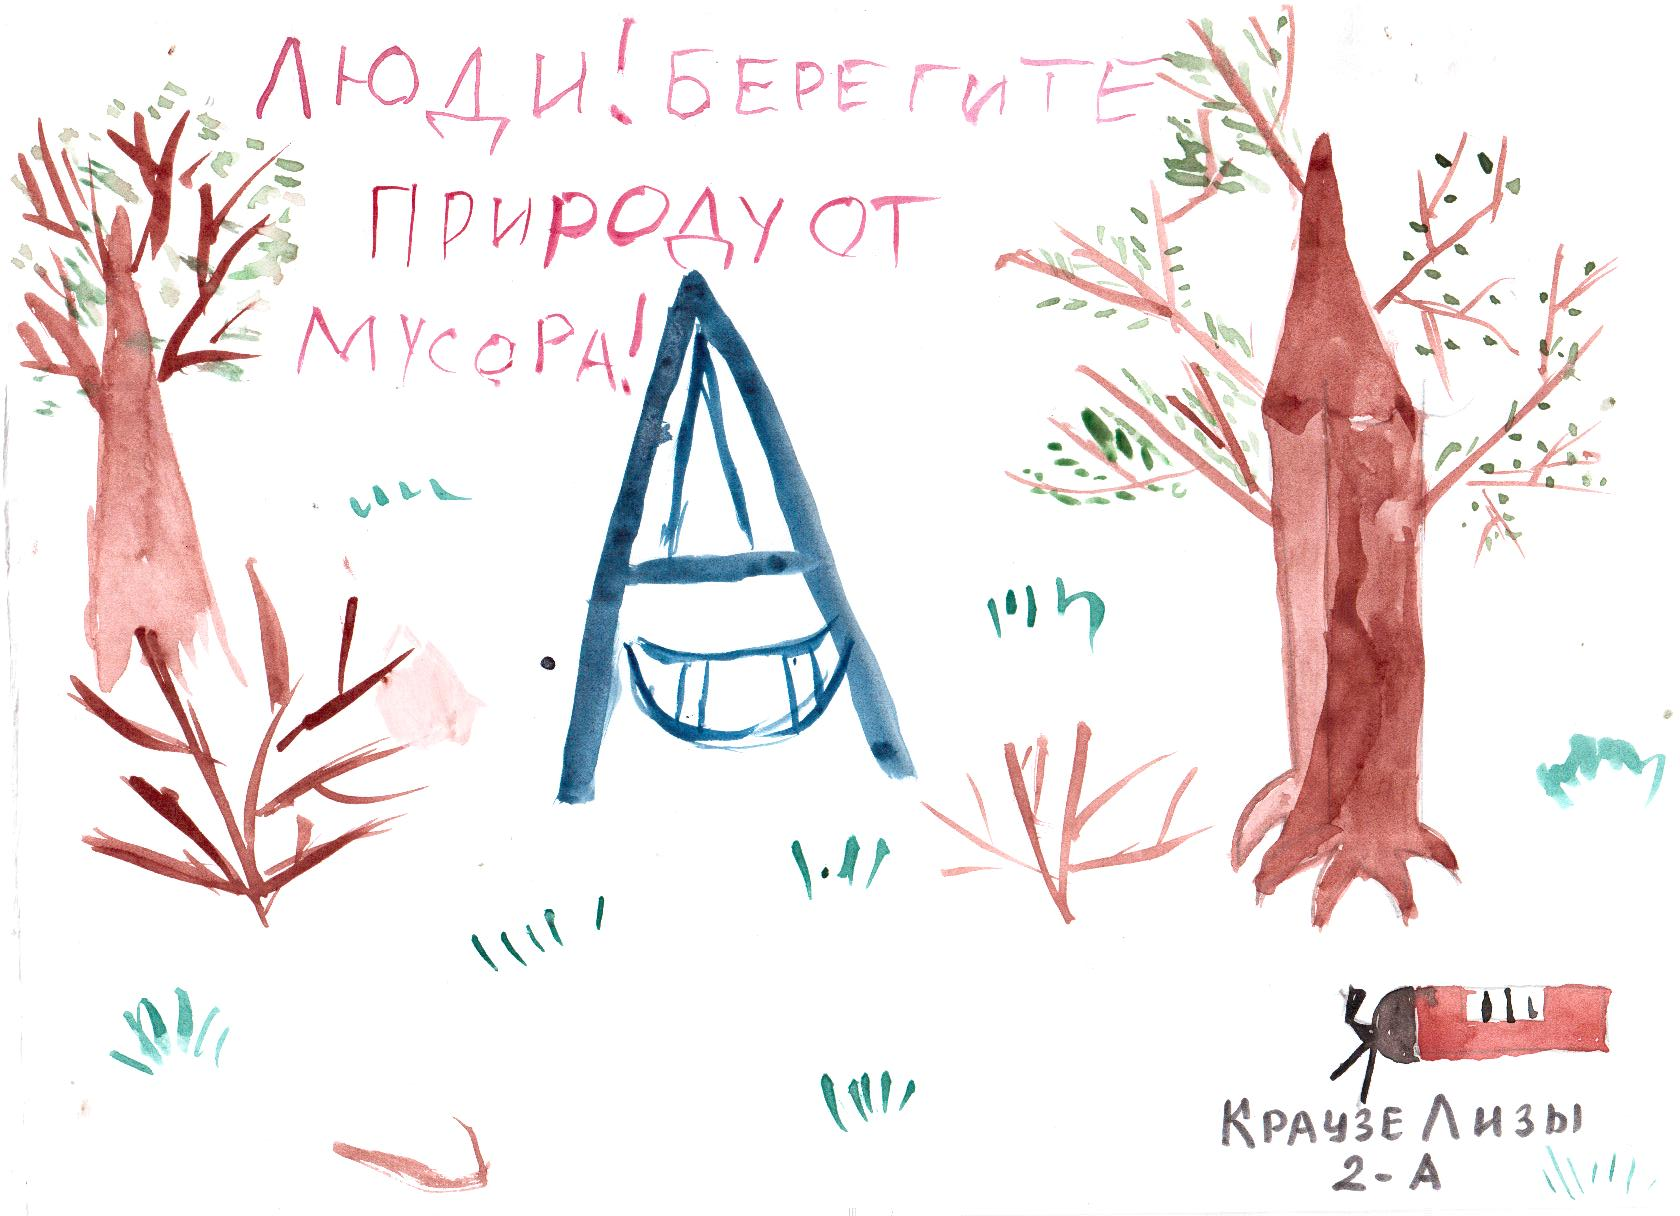 ЛЮДИ! БЕРЕГИТЕ
ПРИРОДУ ОТ
МУСОРА!
КРАУЗЕ ЛИЗЫ
2-А